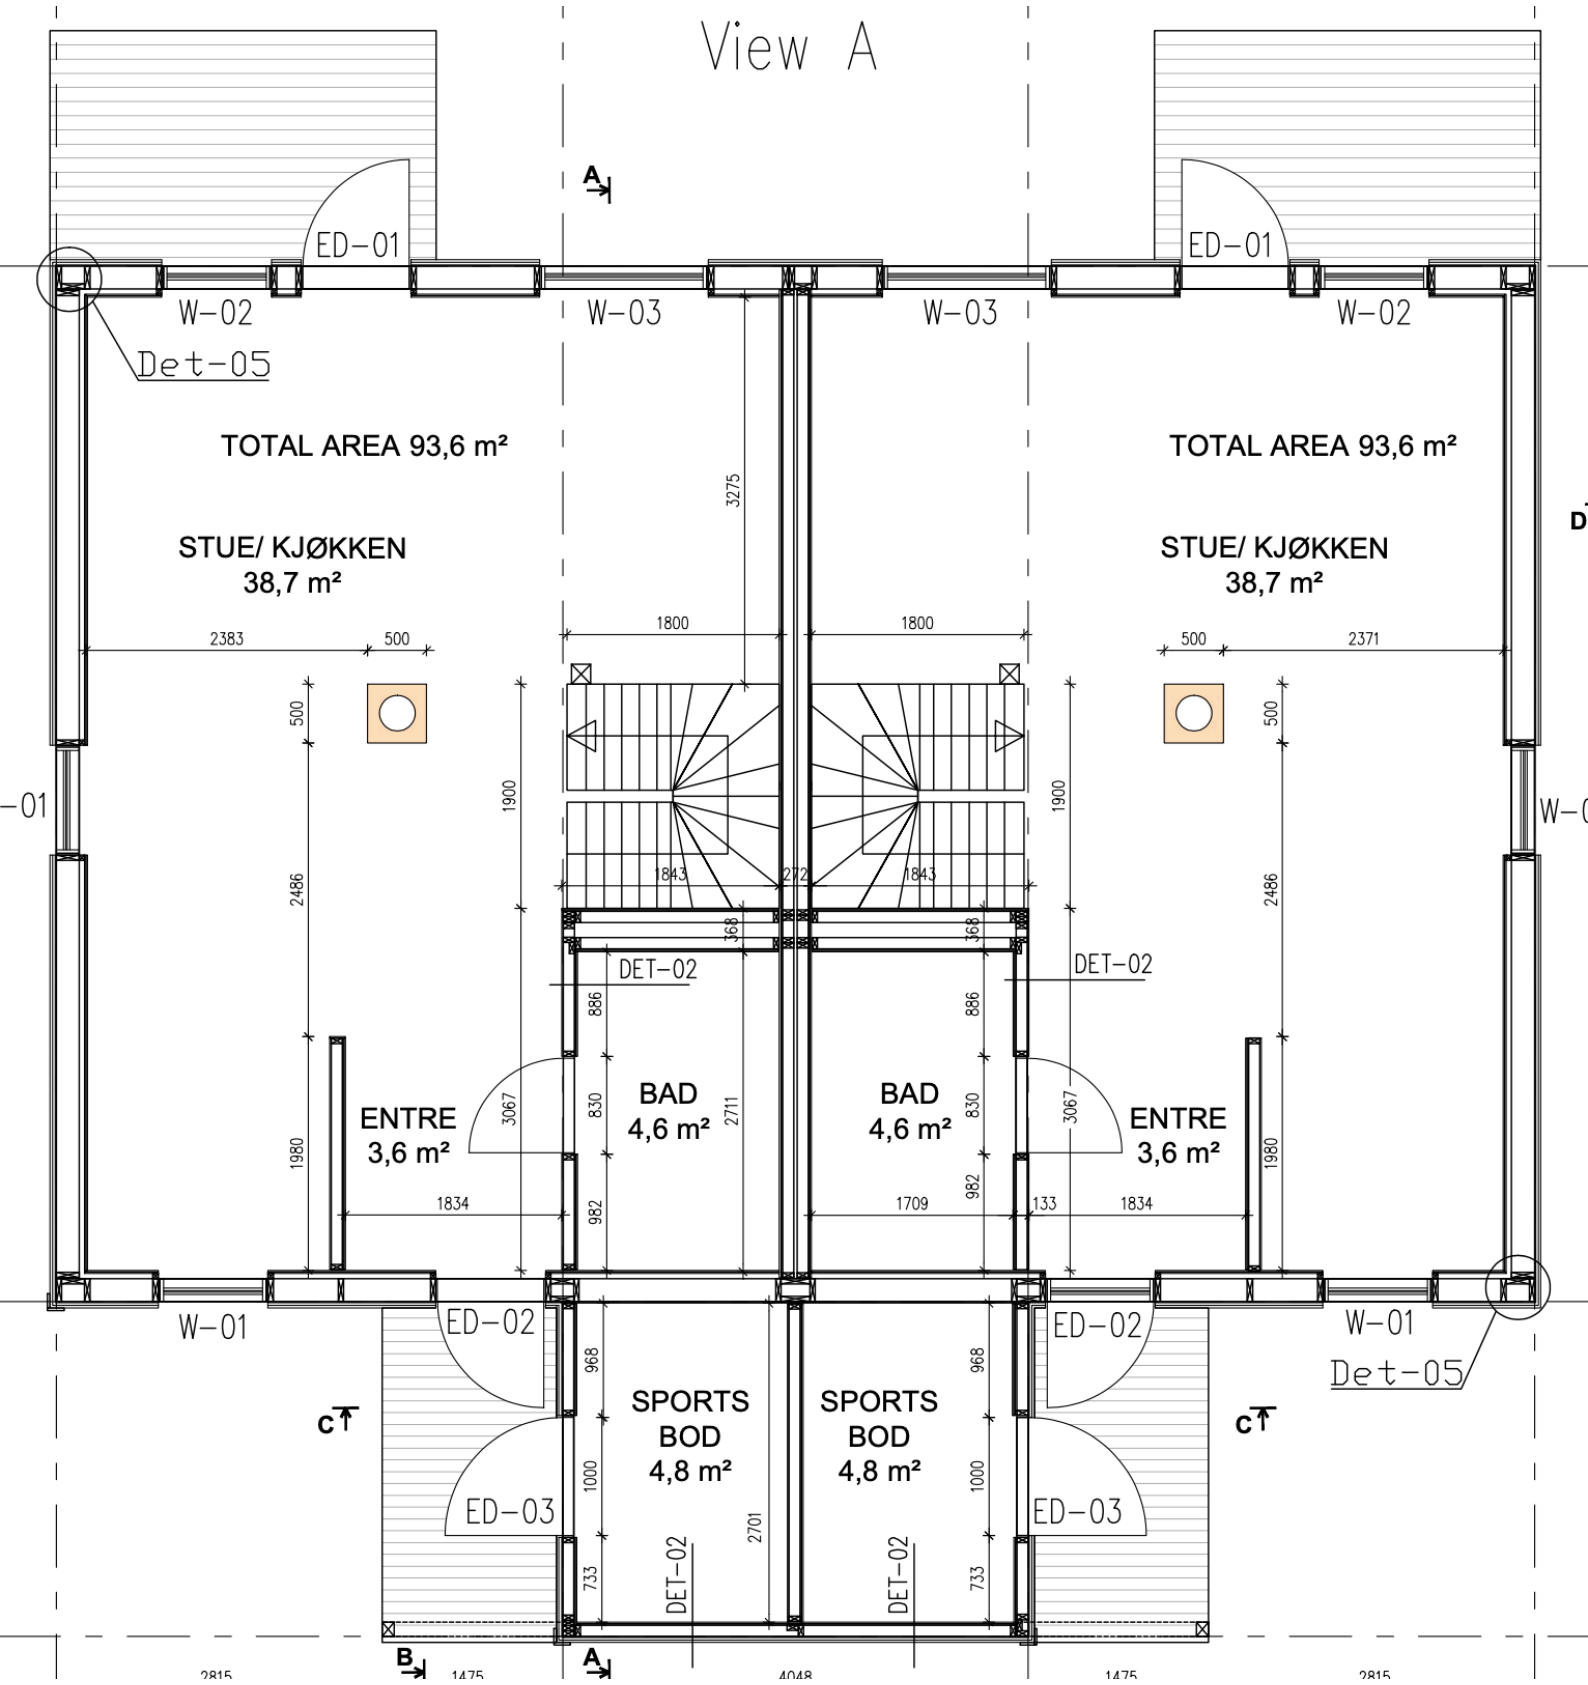 View A
A
ED-01
ED-01
W-02
W-03
W-03
W-02
Det-05
TOTAL AREA 93,6 m²
TOTAL AREA 93,6 m²
3275
D
STUE/ KJØKKEN
38,7 m²
STUE/ KJØKKEN
38,7 m²
2383
500
1800
1800
500
2371
500
500
1900
1900
-01
W-0
2486
2486
1843
272
1843
368
368
DET-02
DET-02
886
886
BAD
4,6 m²
BAD
4,6 m²
830
2711
830
3067
3067
ENTRE
3,6 m²
ENTRE
3,6 m²
1980
1980
982
982
1834
1709
133
1834
W-01
ED-02
ED-02
W-01
968
968
Det-05
SPORTS
BOD
4,8 m²
SPORTS
BOD
4,8 m²
C
C
1000
1000
ED-03
ED-03
2701
733
DET-02
DET-02
733
B
A
2815
1475
4048
1475
2815